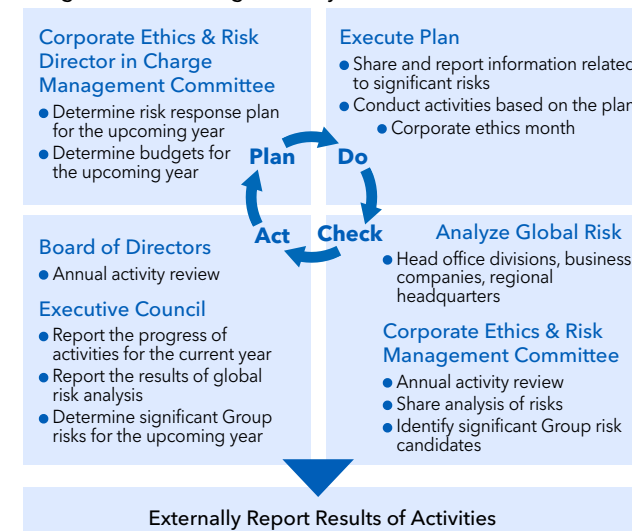 Corporate Ethics & Risk
Director in Charge
Management Committee
● Determine risk response plan
for the upcoming year
● Determine budgets for
the upcoming year
Plan
Execute Plan
● Share and report information related
to significant risks
● Conduct activities based on the plan
● Corporate ethics month
Do
Act
Board of Directors
● Annual activity review
Executive Council
● Report the progress of
activities for the current year
● Report the results of global
risk analysis
● Determine significant Group
risks for the upcoming year
Check
Analyze Global Risk
● Head office divisions, business
companies, regional
headquarters
Corporate Ethics & Risk
Management Committee
● Annual activity review
● Share analysis of risks
● Identify significant Group risk
candidates
Externally Report Results of Activities